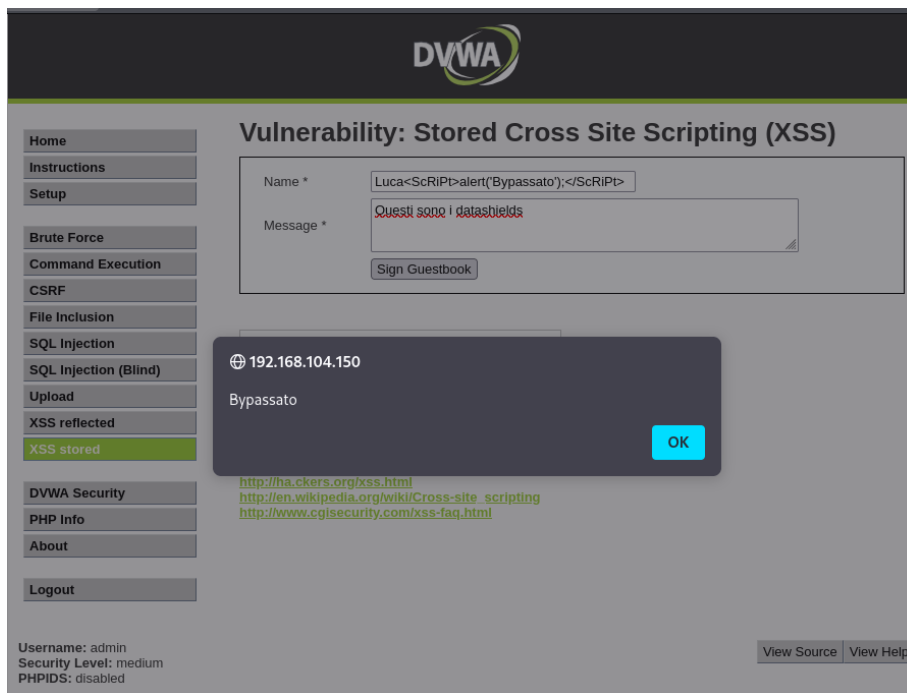 DVWA
Vulnerability: Stored Cross Site Scripting (XSS)
Home
Instructions
Setup
Brute Force
Command Execution
CSRF
File Inclusion
SQL Injection
SQL Injection (Blind)
Upload
XSS reflected
XSS stored
DVWA Security
PHP Info
About
Logout
Name * Luca<ScRiPt>alert('Bypassato');</ScRiPt>
Message * Questi sono i datashields
Sign Guestbook
192.168.104.150
Bypassato
OK
http://ha.ckers.org/xss.html
http://en.wikipedia.org/wiki/Cross-site_scripting
http://www.cgisecurity.com/xss-faq.html
Username: admin
Security Level: medium
PHPIDS: disabled
View Source View Help